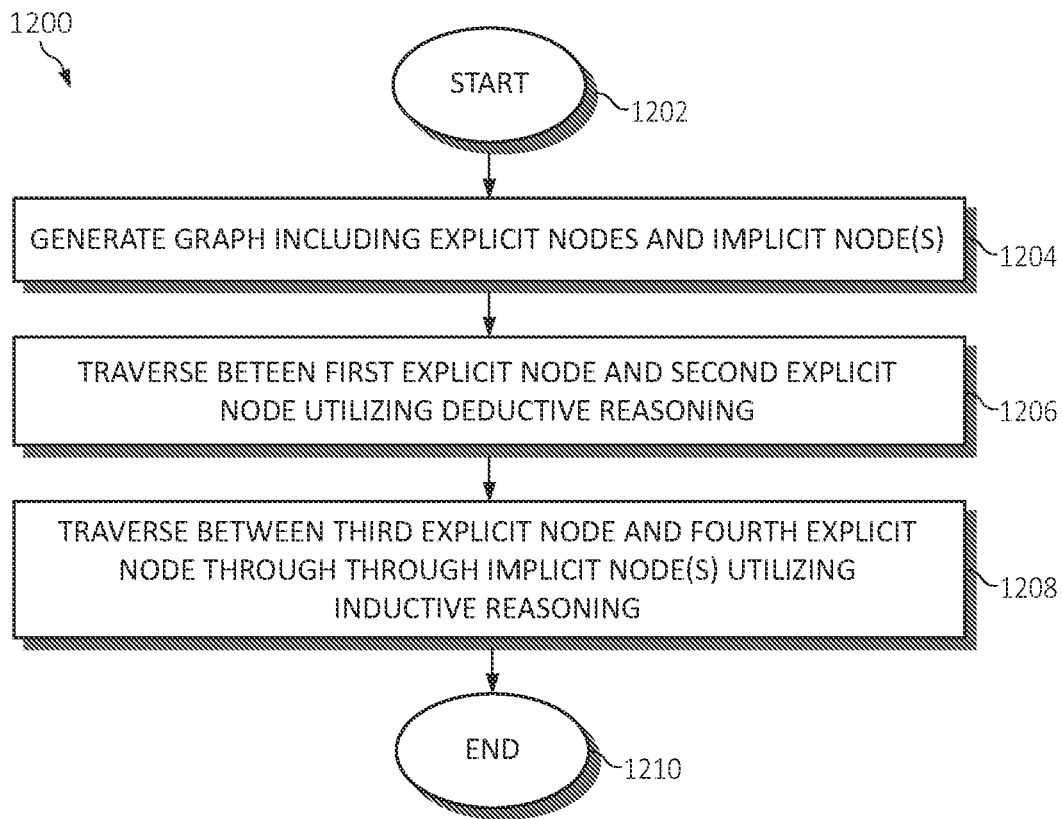 1200
START
1202
GENERATE GRAPH INCLUDING EXPLICIT NODES AND IMPLICIT NODE(S)
1204
TRAVERSE BETEEN FIRST EXPLICIT NODE AND SECOND EXPLICIT
NODE UTILIZING DEDUCTIVE REASONING
1206
TRAVERSE BETWEEN THIRD EXPLICIT NODE AND FOURTH EXPLICIT
NODE THROUGH THROUGH IMPLICIT NODE(S) UTILIZING
INDUCTIVE REASONING
1208
END
1210